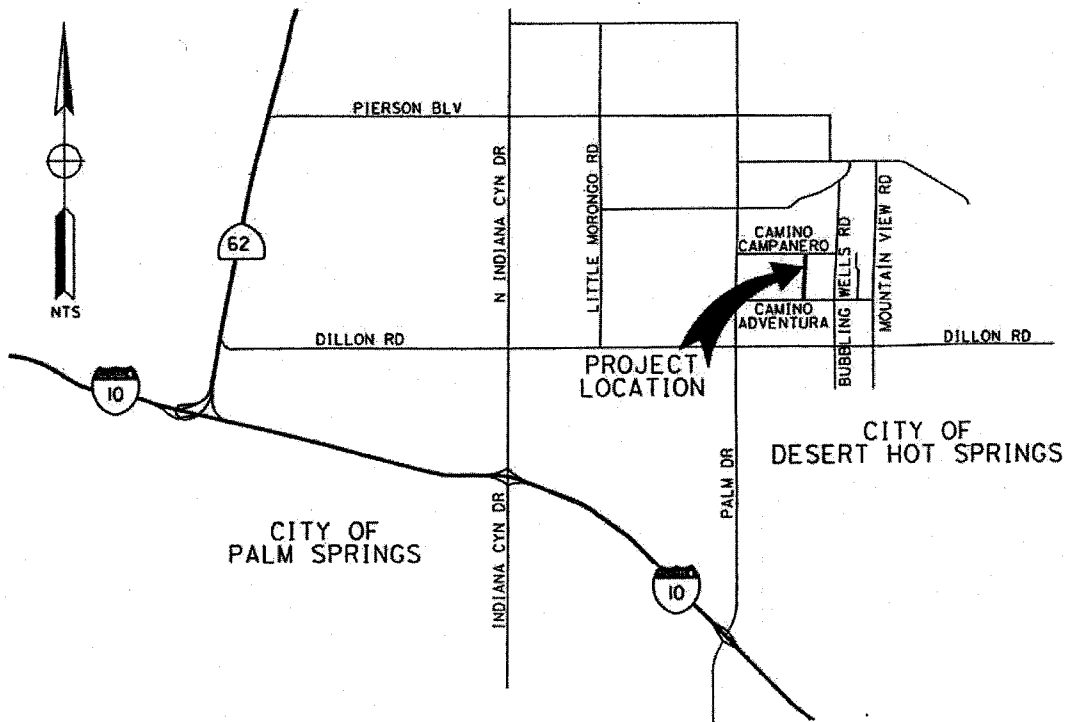 PIERSON BLV
N INDIANA CYN DR
LITTLE MORONGO RD
MOUNTAIN VIEW RD
CAMINO
CAMPANERO
62
BUBBLING WELLS RD
NTS
CAMINO
ADVENTURA
DILLON RD
DILLON RD
PROJECT
LOCATION
10
CITY OF
DESERT HOT SPRINGS
PALM DR
CITY OF
PALM SPRINGS
INDIANA CYN DR
10